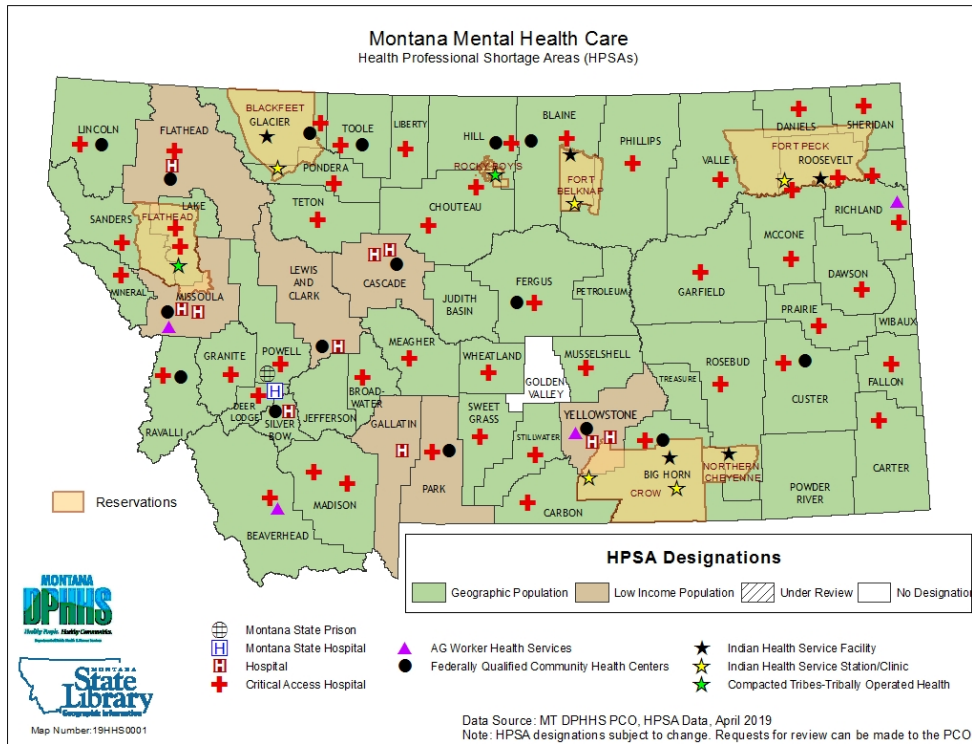 Montana Mental Health Care
Health Professional Shortage Areas (HPSAs)
LINCOLN
FLATHEAD
BLACKFEET
GLACIER
TOOLE
LIBERTY
HILL
BLAINE
PHILLIPS
DANIELS
SHERIDAN
FORT PECK
ROOSEVELT
PONDERA
ROCKY BOY'S
FORT
BELKNAP
VALLEY
RICHLAND
SANDERS
LAKE
FLATHEAD
TETON
CHOUTEAU
MCCONE
MINERAL
MISSOULA
LEWIS
AND
CLARK
CASCADE
JUDITH
BASIN
FERGUS
PETROLEUM
GARFIELD
DAWSON
PRAIRIE
WIBAUX
GRANITE
POWELL
MEAGHER
WHEATLAND
GOLDEN
VALLEY
MUSSELSHELL
ROSEBUD
TREASURE
CUSTER
FALLON
RAVALLI
DEER
LODGE
SILVER
BOW
JEFFERSON
BROAD-
WATER
GALLATIN
PARK
SWEET
GRASS
STILLWATER
YELLOWSTONE
BIG HORN
CROW
NORTHERN
CHEYENNE
POWDER
RIVER
CARTER
BEAVERHEAD
MADISON
CARBON
Reservations
HPSA Designations
Geographic Population
Low Income Population
Under Review
No Designation
MONTANA
DPHHS
Healthy People. Healthy Communities.
Montana State Prison
Montana State Hospital
Hospital
Critical Access Hospital
AG Worker Health Services
Federally Qualified Community Health Centers
Indian Health Service Facility
Indian Health Service Station/Clinic
Compacted Tribes-Tribally Operated Health
MONTANA
State
Library
Geographic Information
Map Number:19HHS0001
Data Source: MT DPHHS PCO, HPSA Data, April 2019
Note: HPSA designations subject to change. Requests for review can be made to the PCO